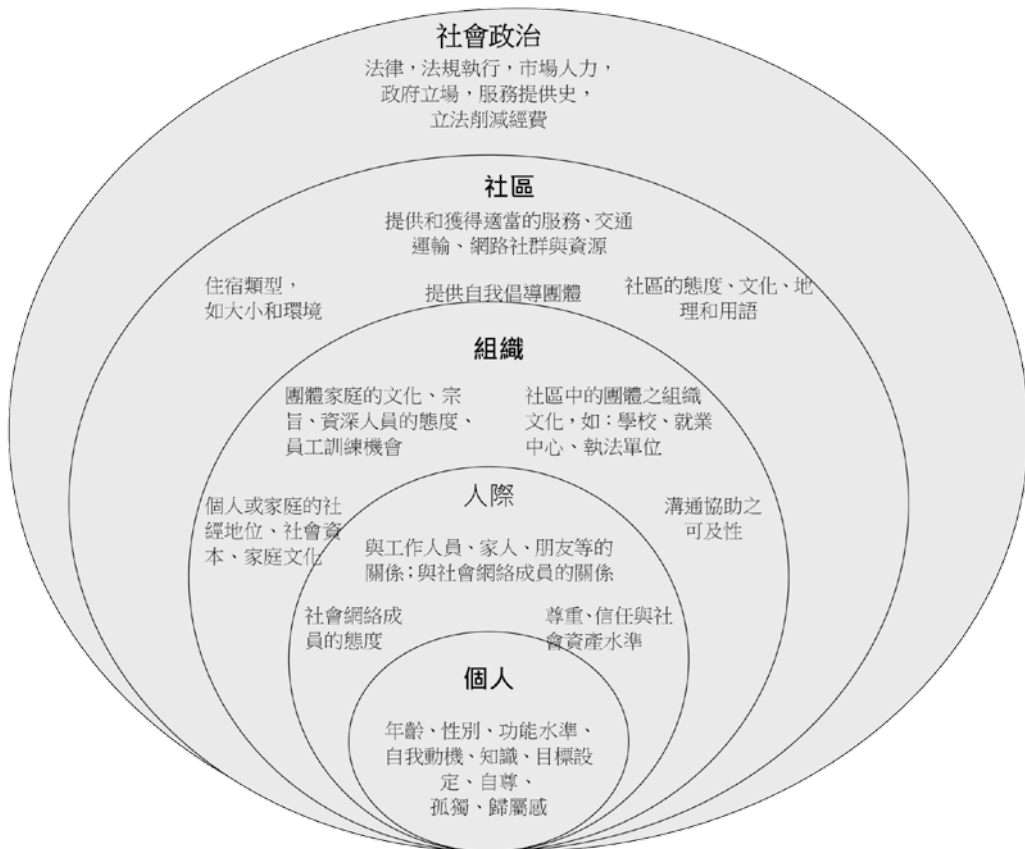 社會政治
法律，法規執行，市場人力，
政府立場，服務提供史，
立法削減經費
社區
提供和獲得適當的服務、交通
運輸、網路社群與資源
住宿類型，
如大小和環境
提供自我倡導團體
社區的態度、文化、地
理和用語
組織
團體家庭的文化、宗
旨、資深人員的態度、
員工訓練機會
社區中的團體之組織
文化，如：學校、就業
中心、執法單位
個人或家庭的社
經地位、社會資
本、家庭文化
溝通協助之
可及性
人際
與工作人員、家人、朋友等的
關係；與社會網絡成員的關係
社會網絡成
員的態度
尊重、信任與社
會資產水準
個人
年齡、性別、功能水準、
自我動機、知識、目標設
定、自尊、
孤獨、歸屬感